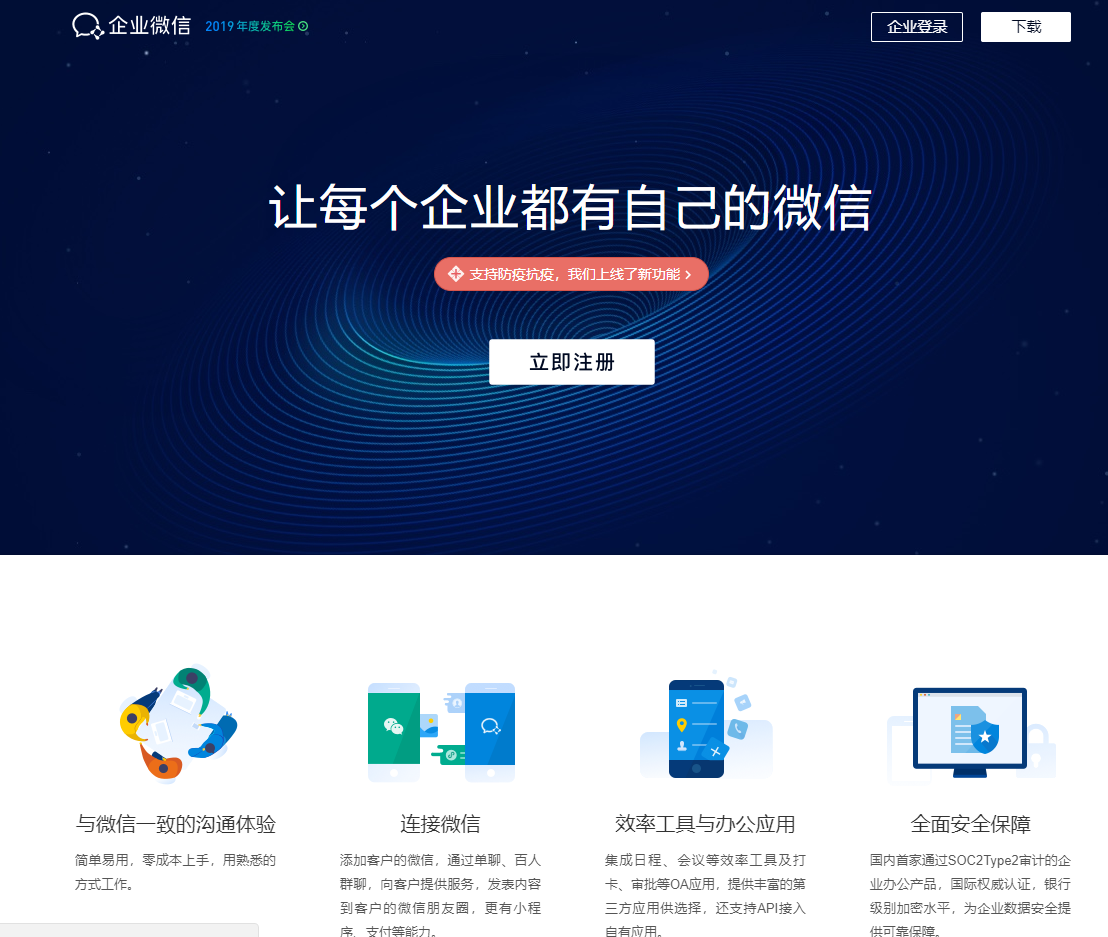 企业微信 2019 年度发布会
企业登录
下载
让每个企业都有自己的微信
支持防疫抗疫，我们上线了新功能
立即注册
与微信一致的沟通体验
简单易用，零成本上手，用熟悉的
方式工作。
连接微信
添加客户的微信，通过单聊、百人
群聊，向客户提供服务，发表内容
到客户的微信朋友圈，更有小程
序、支付等能力。
效率工具与办公应用
集成日程、会议等效率工具及打
卡、审批等OA应用，提供丰富的第
三方应用供选择，还支持API接入
自有应用。
全面安全保障
国内首家通过SOC2Type2审计的企
业办公产品，国际权威认证，银行
级别加密水平，为企业数据安全提
供可靠保障。